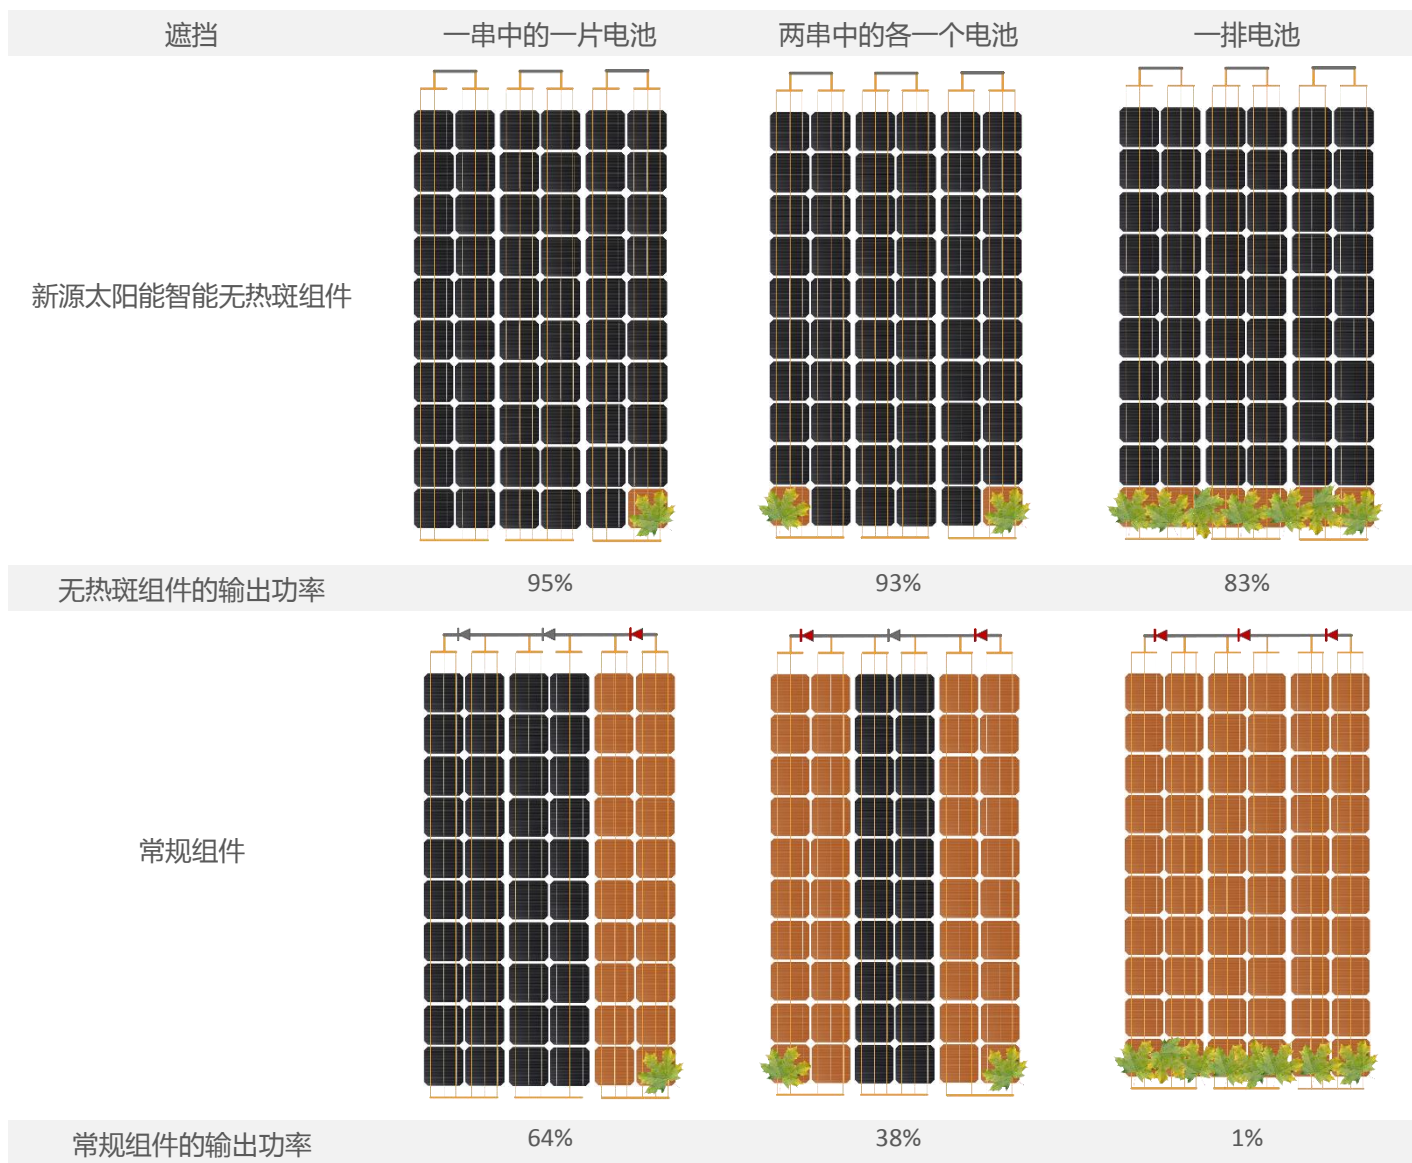 遮挡
一串中的一片电池
两串中的各一个电池
一排电池
新源太阳能智能无热斑组件
无热斑组件的输出功率
95%
93%
83%
常规组件
常规组件的输出功率
64%
38%
1%